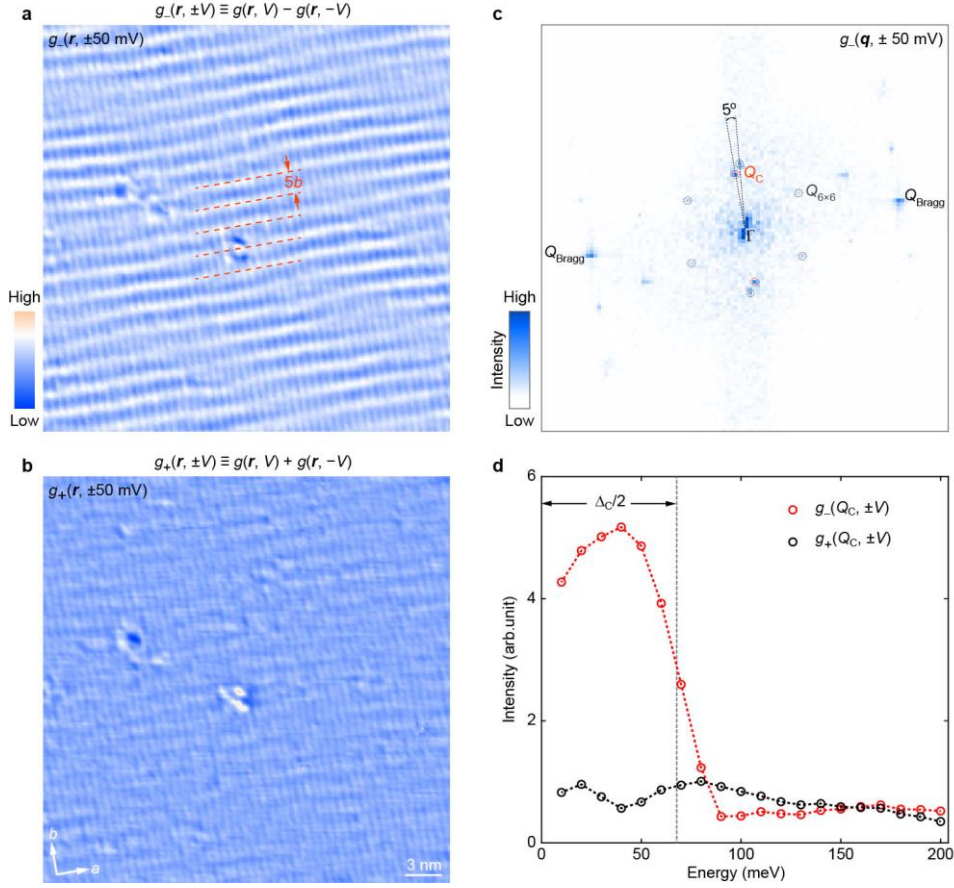 a
g₋(r, ±V) ≡ g(r, V) − g(r, −V)
g₋(r, ±50 mV)
5b
High
Low
c
g₋(q, ± 50 mV)
5º
Q_C
Q_6×6
Q_Bragg
Γ
Q_Bragg
High
Intensity
Low
b
g₊(r, ±V) ≡ g(r, V) + g(r, −V)
g₊(r, ±50 mV)
b
a
3 nm
d
6
4
2
0
Intensity (arb.unit)
Δ_C/2
g₋(Q_C, ±V)
g₊(Q_C, ±V)
0 50 100 150 200
Energy (meV)